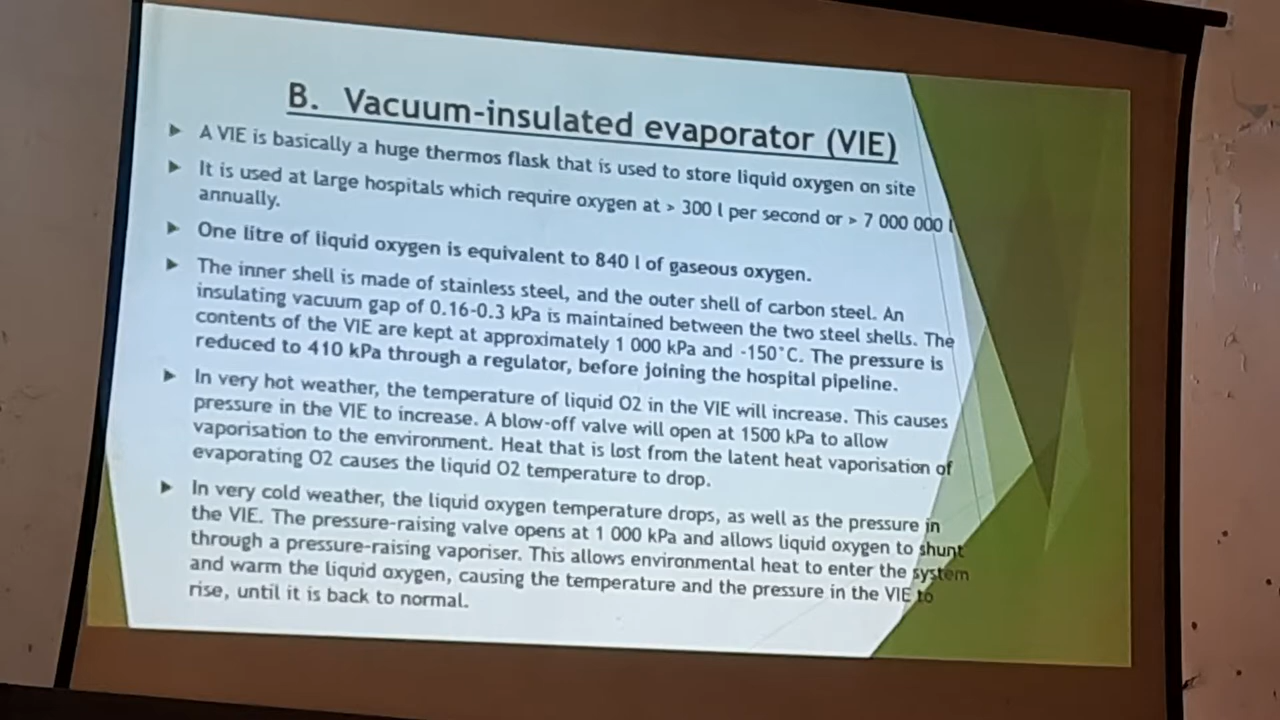 B. Vacuum-insulated evaporator (VIE)
A VIE is basically a huge thermos flask that is used to store liquid oxygen on site
It is used at large hospitals which require oxygen at > 300 l per second or > 7 000 000 l
annually.
One litre of liquid oxygen is equivalent to 840 l of gaseous oxygen.
The inner shell is made of stainless steel, and the outer shell of carbon steel. An
insulating vacuum gap of 0.16-0.3 kPa is maintained between the two steel shells. The
contents of the VIE are kept at approximately 1 000 kPa and -150°C. The pressure is
reduced to 410 kPa through a regulator, before joining the hospital pipeline.
In very hot weather, the temperature of liquid O2 in the VIE will increase. This causes
pressure in the VIE to increase. A blow-off valve will open at 1500 kPa to allow
vaporisation to the environment. Heat that is lost from the latent heat vaporisation of
evaporating O2 causes the liquid O2 temperature to drop.
In very cold weather, the liquid oxygen temperature drops, as well as the pressure in
the VIE. The pressure-raising valve opens at 1 000 kPa and allows liquid oxygen to shunt
through a pressure-raising vaporiser. This allows environmental heat to enter the system
and warm the liquid oxygen, causing the temperature and the pressure in the VIE to
rise, until it is back to normal.